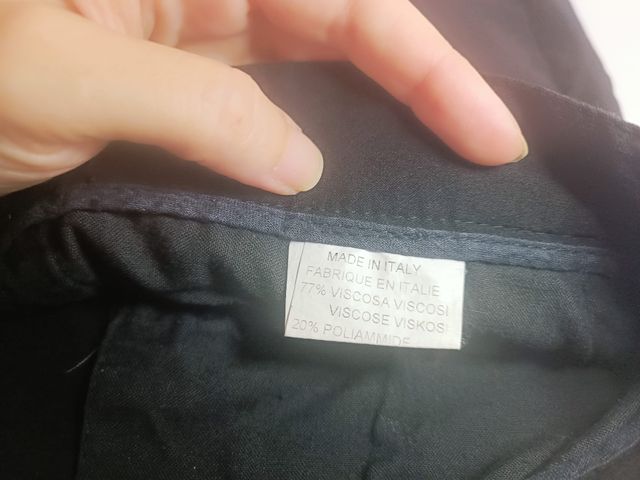 MADE IN ITALY
FABRIQUE EN ITALIE
77% VISCOSA VISCOSI
VISCOSE VISKOS
20% POLIAMMIDE